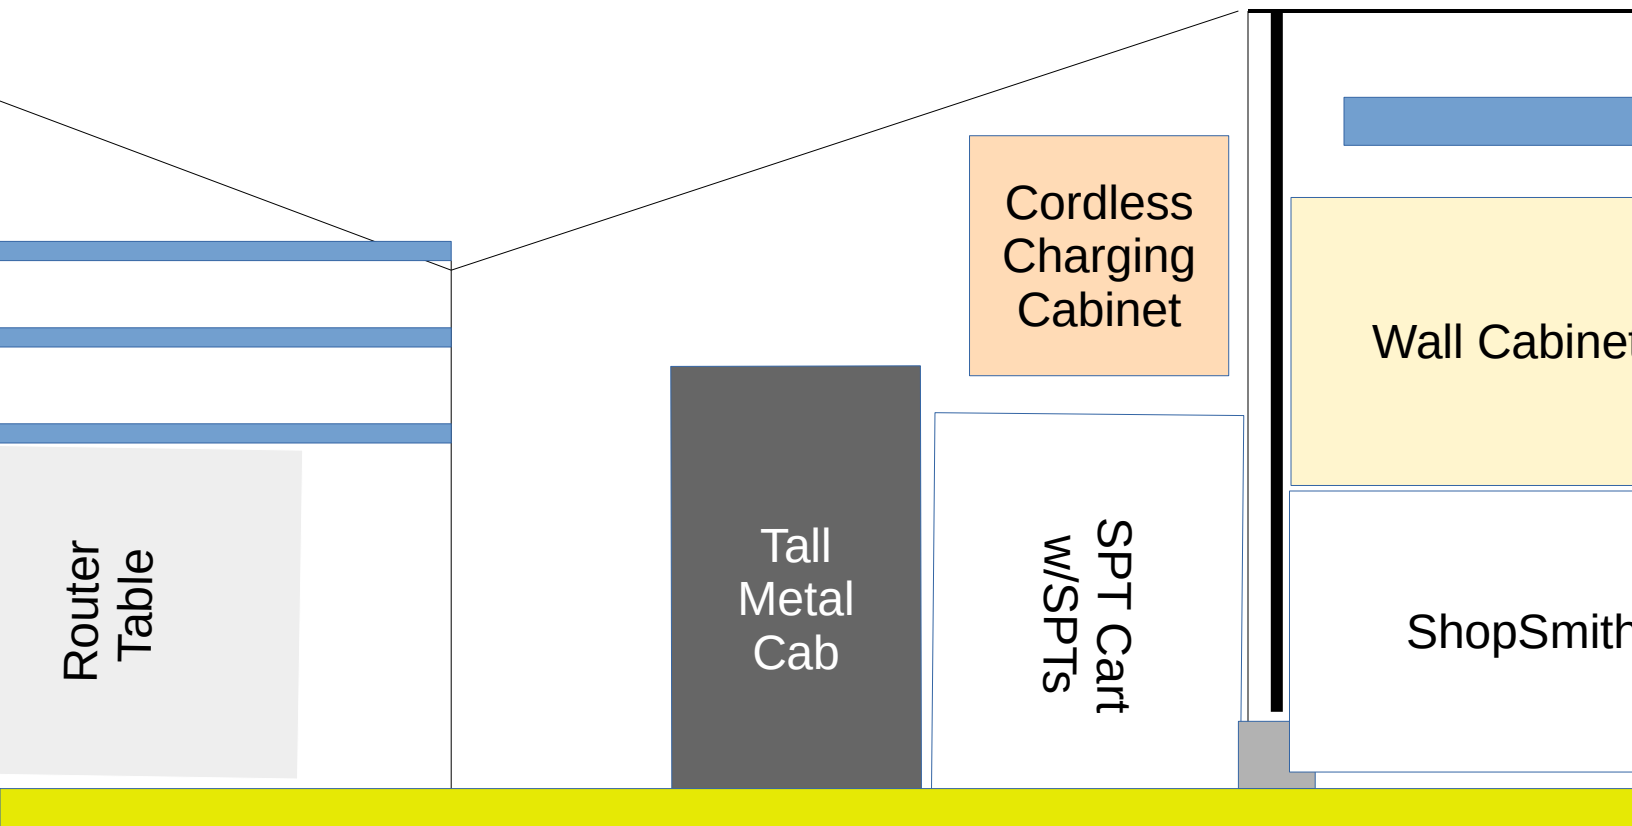 Router
Table
Tall
Metal
Cab
Cordless
Charging
Cabinet
SPT Cart
w/SPTs
Wall Cabinet
ShopSmith